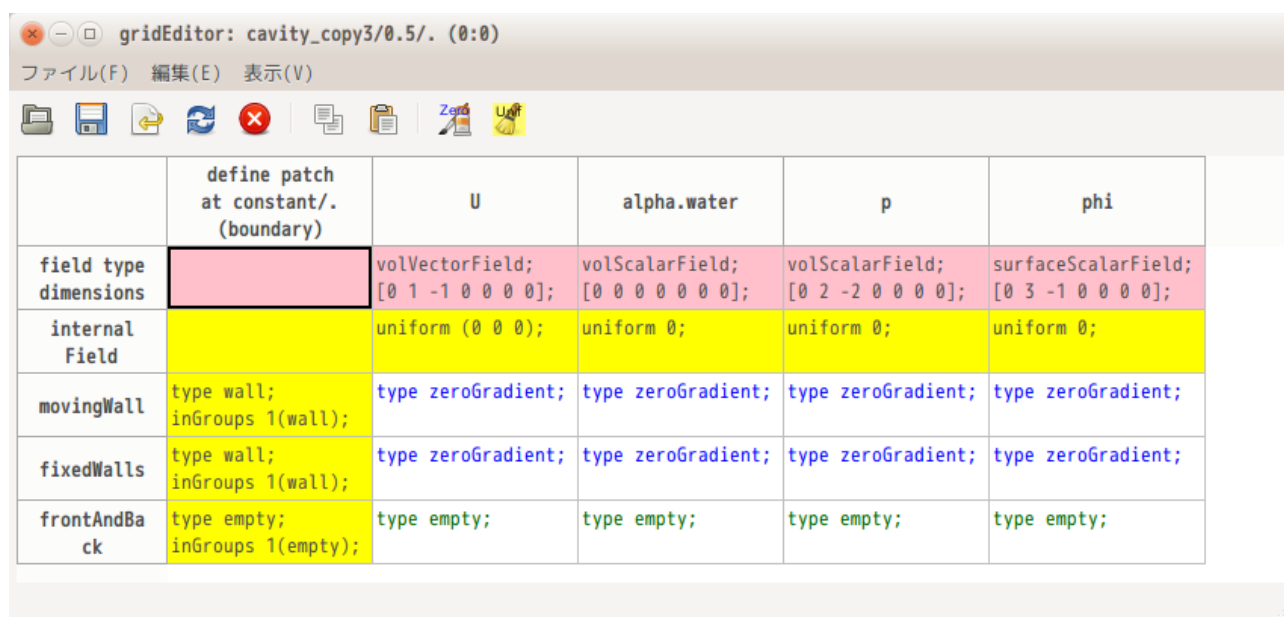 gridEditor: cavity_copy3/0.5/. (0:0)
ファイル(F) 編集(E) 表示(V)
Zero Unif
define patch
at constant/.
(boundary)
U
alpha.water
p
phi
field type
dimensions
volVectorField;
[0 1 -1 0 0 0 0];
volScalarField;
[0 0 0 0 0 0 0];
volScalarField;
[0 2 -2 0 0 0 0];
surfaceScalarField;
[0 3 -1 0 0 0 0];
internal
Field
uniform (0 0 0);
uniform 0;
uniform 0;
uniform 0;
movingWall
type wall;
inGroups 1(wall);
type zeroGradient;
type zeroGradient;
type zeroGradient;
type zeroGradient;
fixedWalls
type wall;
inGroups 1(wall);
type zeroGradient;
type zeroGradient;
type zeroGradient;
type zeroGradient;
frontAndBa
ck
type empty;
inGroups 1(empty);
type empty;
type empty;
type empty;
type empty;